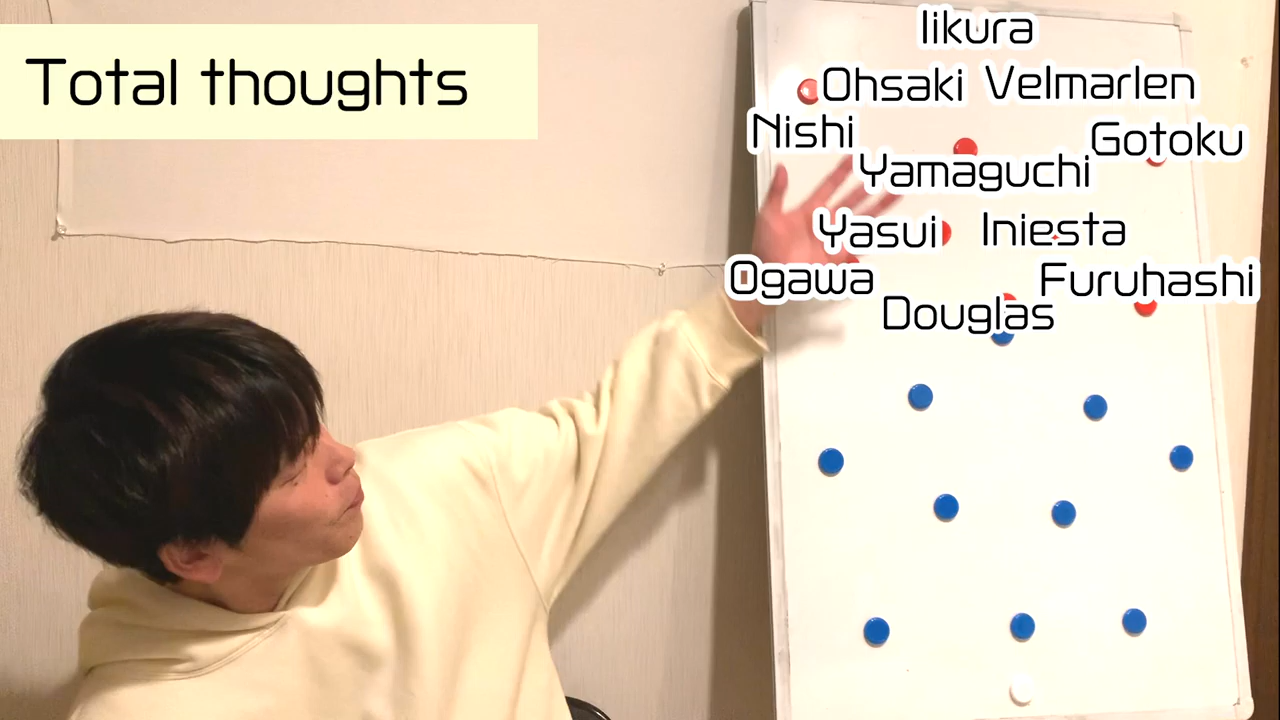 Total thoughts
Iikura
Ohsaki Velmarlen
Nishi
Gotoku
Yamaguchi
Yasui Iniesta
Ogawa
Furuhashi
Douglas